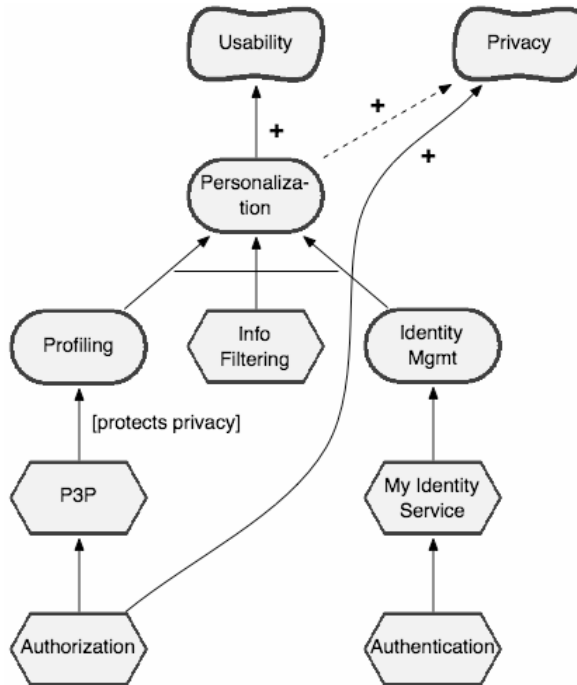 Usability
Privacy
+
+
+
Personaliza-
tion
Profiling
Info
Filtering
Identity
Mgmt
[protects privacy]
P3P
My Identity
Service
Authorization
Authentication